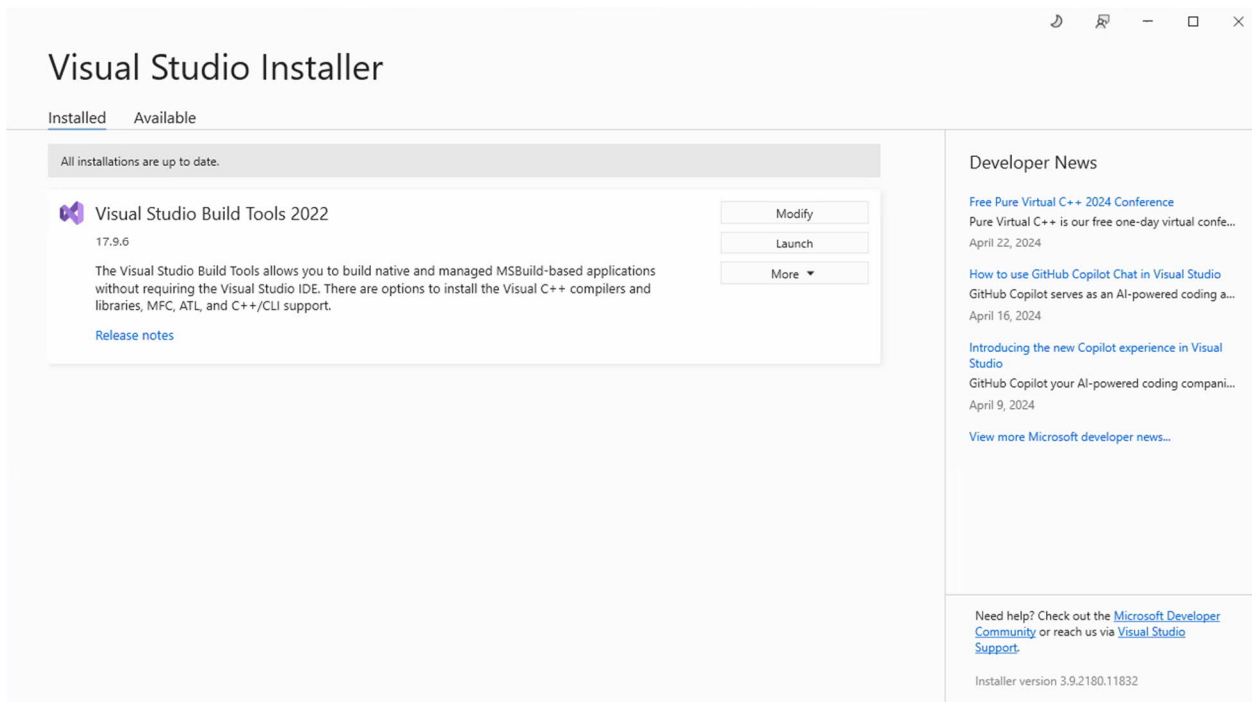 Visual Studio Installer
Installed Available
All installations are up to date.
Visual Studio Build Tools 2022
17.9.6
The Visual Studio Build Tools allows you to build native and managed MSBuild-based applications
without requiring the Visual Studio IDE. There are options to install the Visual C++ compilers and
libraries, MFC, ATL, and C++/CLI support.
Release notes
Modify
Launch
More
Developer News
Free Pure Virtual C++ 2024 Conference
Pure Virtual C++ is our free one-day virtual confe...
April 22, 2024
How to use GitHub Copilot Chat in Visual Studio
GitHub Copilot serves as an AI-powered coding a...
April 16, 2024
Introducing the new Copilot experience in Visual
Studio
GitHub Copilot your AI-powered coding compani...
April 9, 2024
View more Microsoft developer news...
Need help? Check out the Microsoft Developer
Community or reach us via Visual Studio
Support.
Installer version 3.9.2180.11832